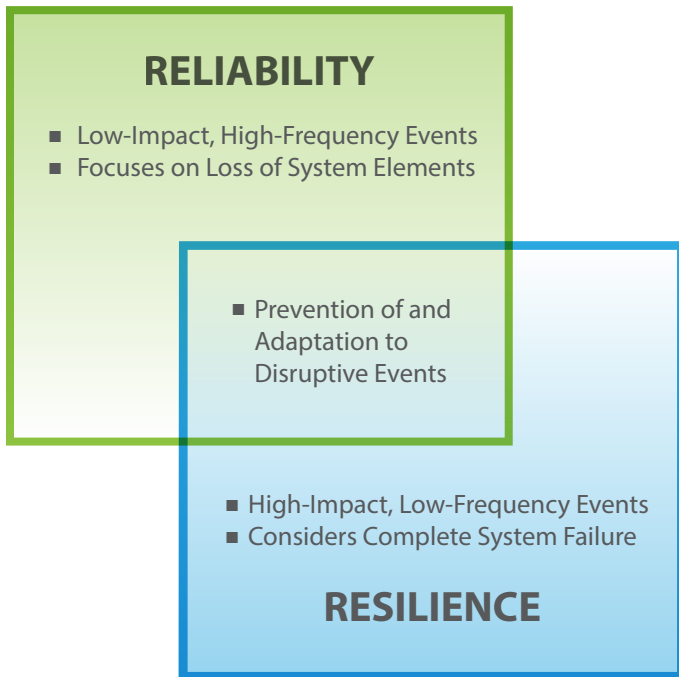 RELIABILITY
■ Low-Impact, High-Frequency Events
■ Focuses on Loss of System Elements
■ Prevention of and
Adaptation to
Disruptive Events
■ High-Impact, Low-Frequency Events
■ Considers Complete System Failure
RESILIENCE